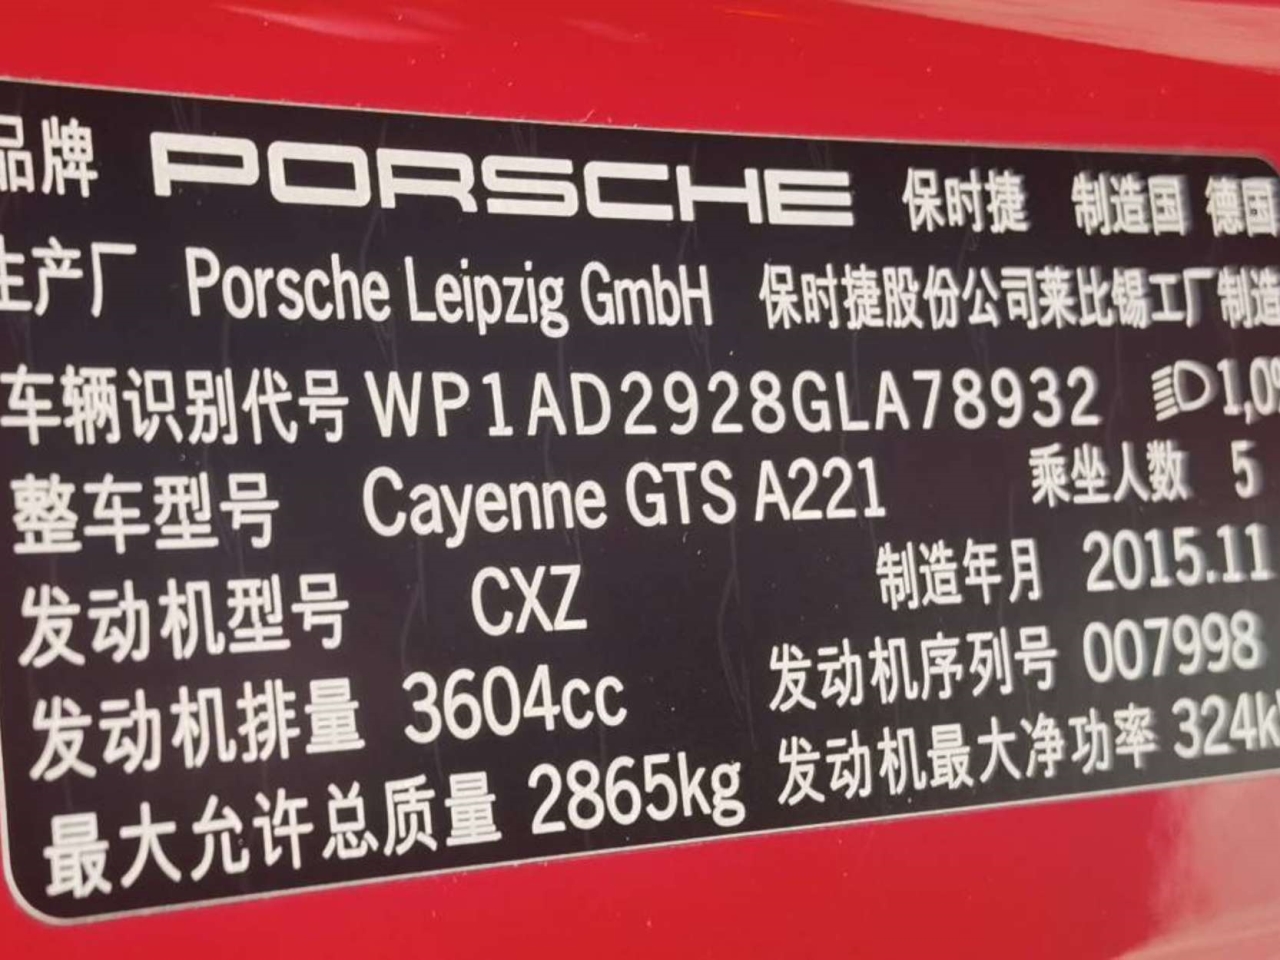 品牌 PORSCHE 保时捷 制造国 德国
生产厂 Porsche Leipzig GmbH 保时捷股份公司莱比锡工厂制造
车辆识别代号 WP1AD2928GLA78932 1,0
整车型号 Cayenne GTS A221 乘坐人数 5
发动机型号 CXZ 制造年月 2015.11
发动机排量 3604cc 发动机序列号 007998
最大允许总质量 2865kg 发动机最大净功率 324k